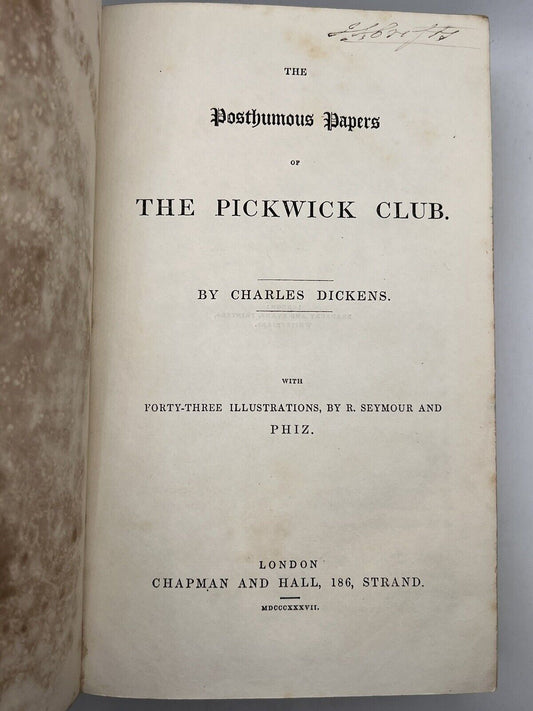 THE
Posthumous Papers
OF
THE PICKWICK CLUB.
BY CHARLES DICKENS.
WITH
FORTY-THREE ILLUSTRATIONS, BY R. SEYMOUR AND
PHIZ.
LONDON
CHAPMAN AND HALL, 186, STRAND.
MDCCCXXXVII.